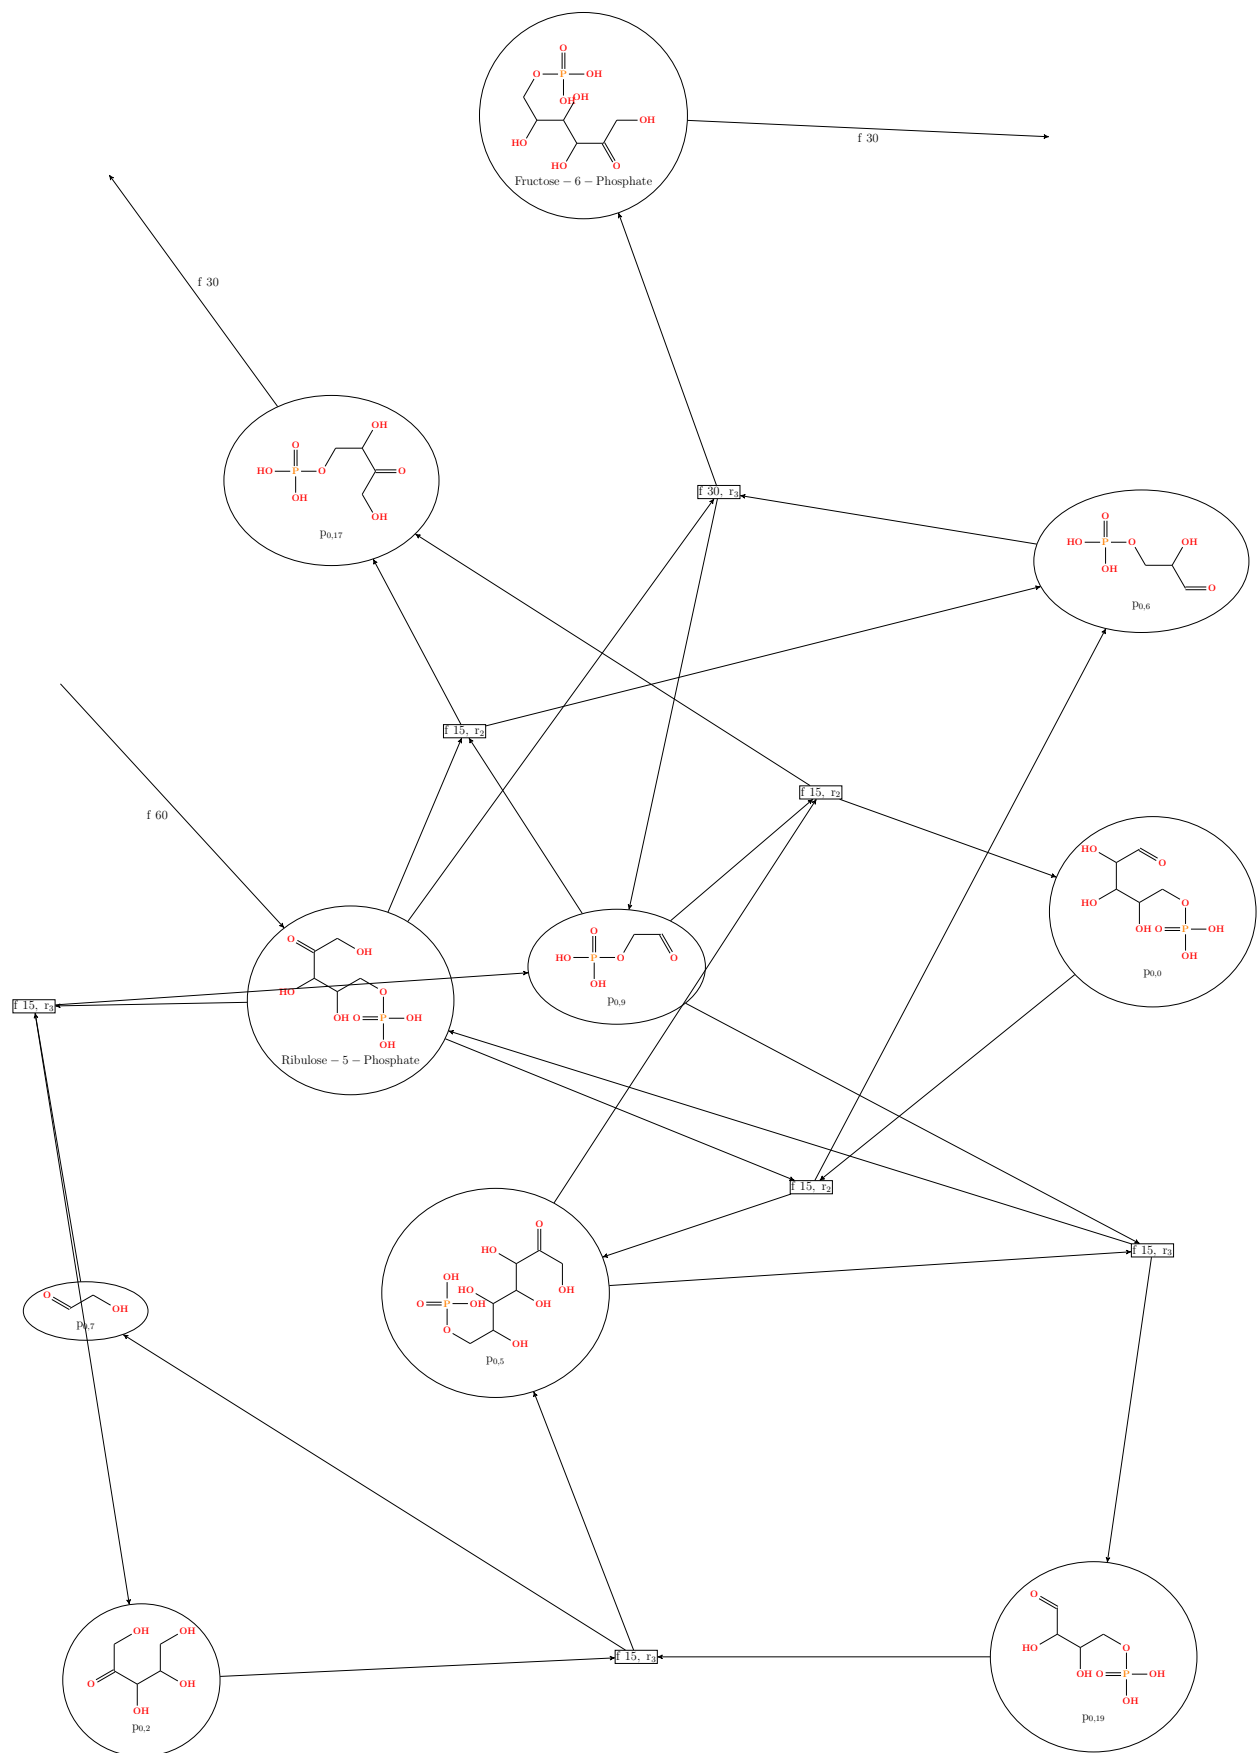 O
O P OH
OH OH
OH
HO
HO O
Fructose − 6 − Phosphate
f 30
f 30
OH
O
HO P O O
OH
OH
p0,17
f 30, r3
O
HO P O OH
OH
O
p0,6
f 15, r2
f 15, r2
f 60
HO
O
HO O
OH O P OH
OH
p0,0
O
OH
HO O
OH O P OH
OH
Ribulose − 5 − Phosphate
O
HO P O O
OH
p0,9
f 15, r3
f 15, r2
O
HO
OH HO OH
O P OH OH
O
OH
p0,5
f 15, r3
O
OH
p0,7
O
HO O
OH O P OH
OH
p0,19
OH OH
O OH
OH
p0,2
f 15, r3